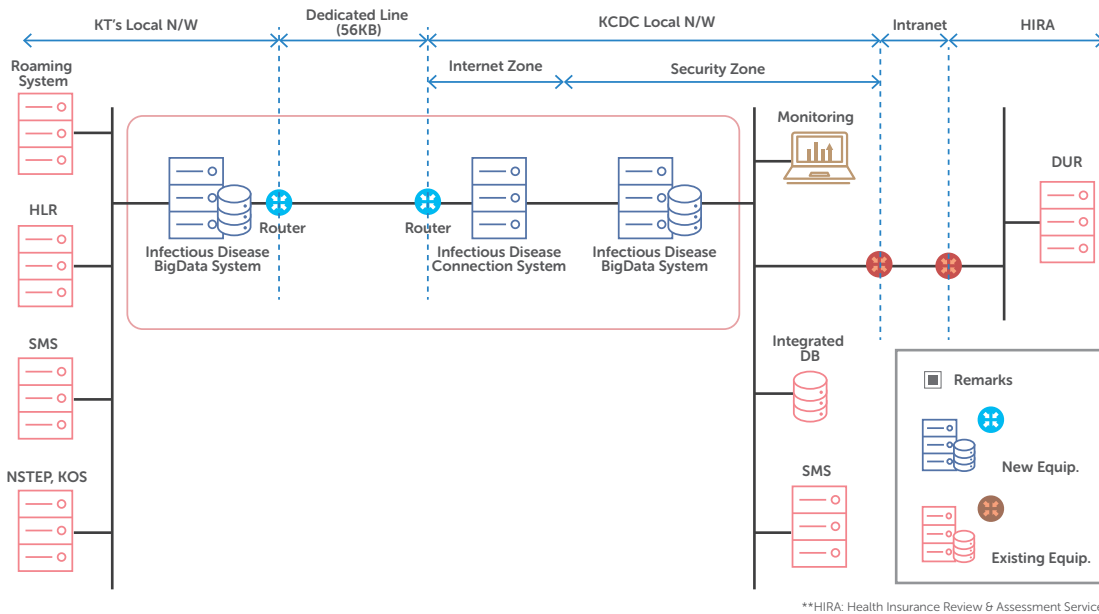 KT's Local N/W
Dedicated Line
(56KB)
KCDC Local N/W
Intranet
HIRA
Internet Zone
Security Zone
Roaming
System
HLR
SMS
NSTEP, KOS
Infectious Disease
BigData System
Router
Router
Infectious Disease
Connection System
Infectious Disease
BigData System
Monitoring
Integrated
DB
SMS
DUR
Remarks
New Equip.
Existing Equip.
**HIRA: Health Insurance Review & Assessment Service